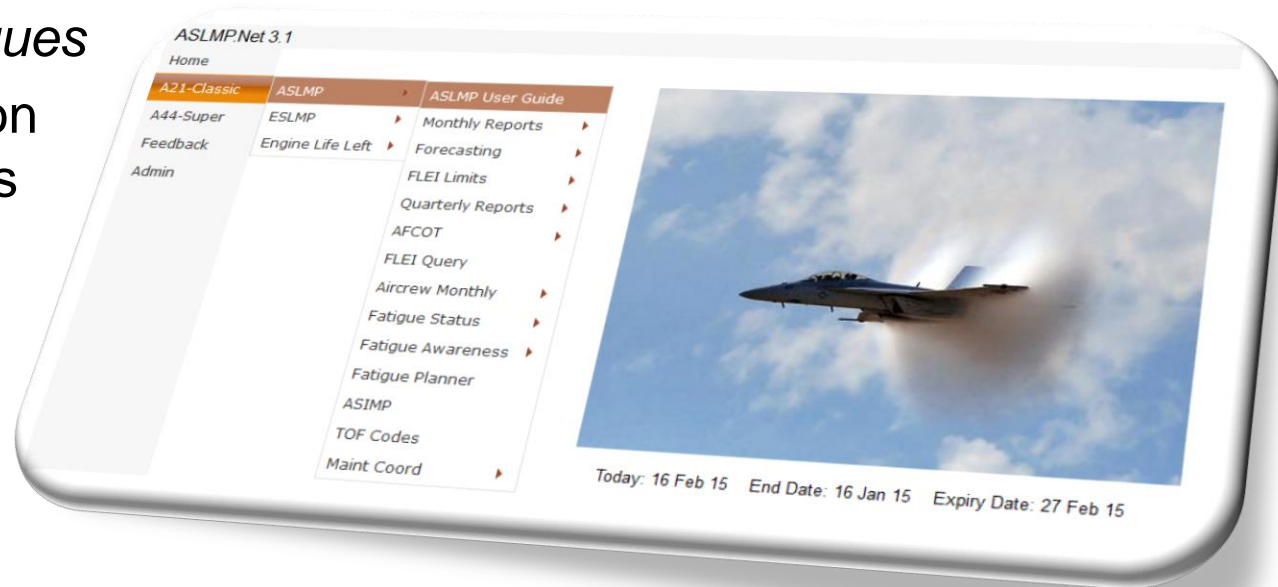 ASLMP.Net 3.1
Home
A21-Classic
A44-Super
Feedback
Admin
ASLMP
ESLMP
Engine Life Left
ASLMP User Guide
Monthly Reports
Forecasting
FLEI Limits
Quarterly Reports
AFCOT
FLEI Query
Aircrew Monthly
Fatigue Status
Fatigue Awareness
Fatigue Planner
ASIMP
TOF Codes
Maint Coord
Today: 16 Feb 15 End Date: 16 Jan 15 Expiry Date: 27 Feb 15